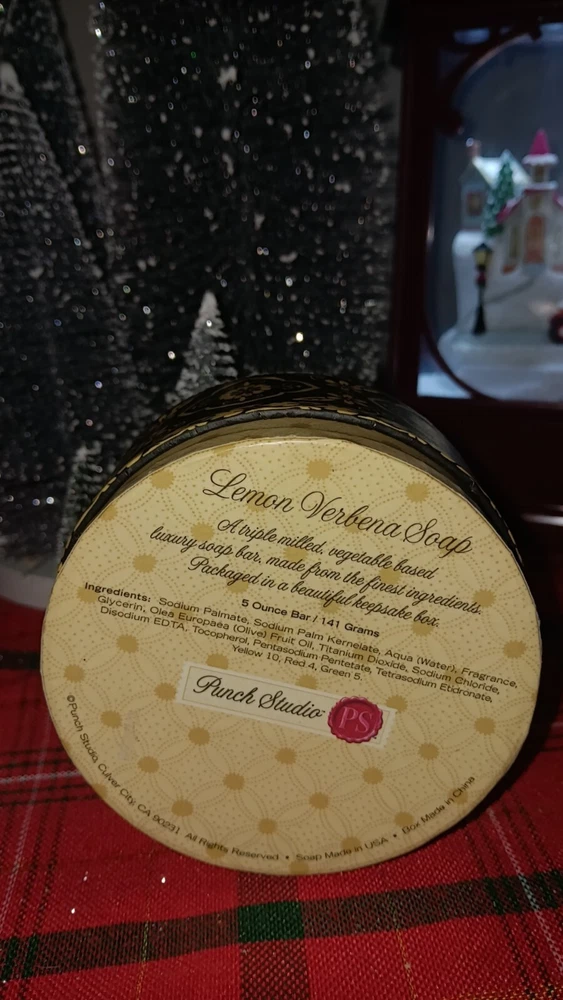 Lemon Verbena Soap
A triple milled, vegetable based
luxury soap bar, made from the finest ingredients.
Packaged in a beautiful keepsake box.
5 Ounce Bar / 141 Grams
Ingredients: Sodium Palmate, Sodium Palm Kernelate, Aqua (Water), Fragrance,
Glycerin, Olea Europaea (Olive) Fruit Oil, Titanium Dioxide, Sodium Chloride,
Disodium EDTA, Tocopherol, Pentasodium Pentetate, Tetrasodium Etidronate,
Yellow 10, Red 4, Green 5.
Punch Studio™ PS
©Punch Studio, Culver City, CA 90231 All Rights Reserved • Soap Made in USA • Box Made in China